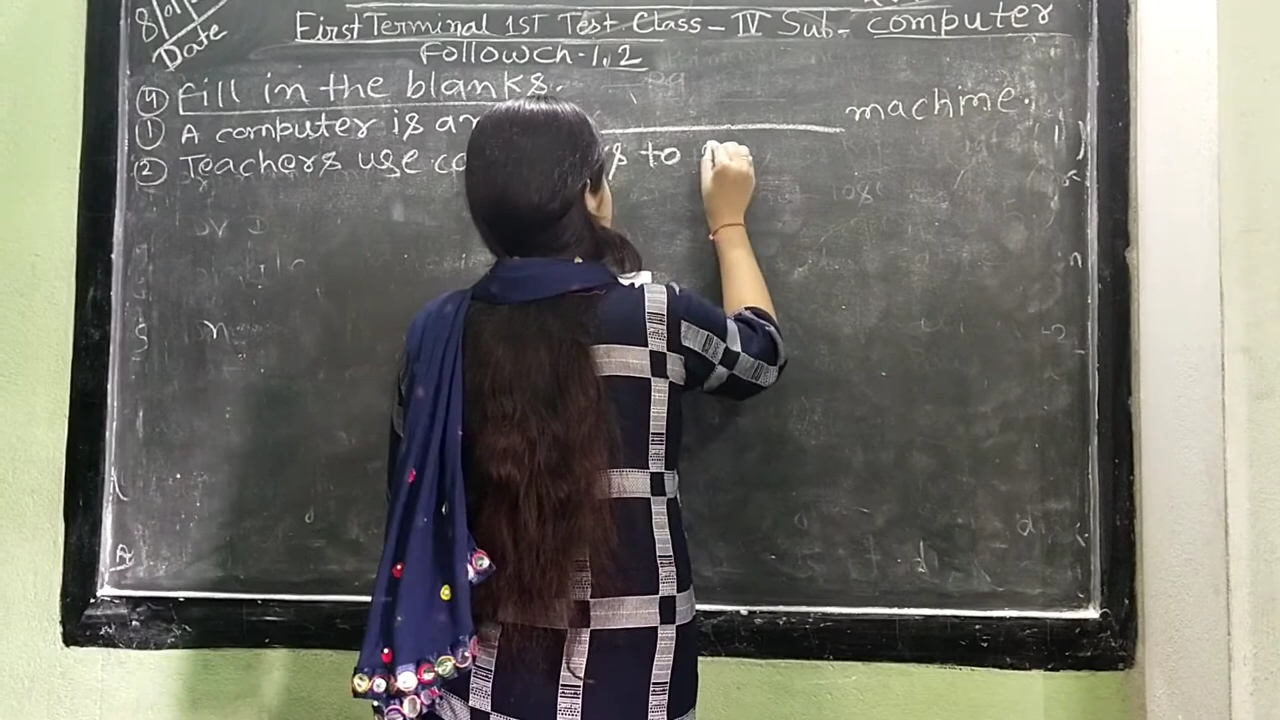 Date
First Terminal 1ST Test Class - IV Sub - computer
Follow Ch-1,2
④ Fill in the blanks.
① A computer is an ______ machine.
② Teachers use to